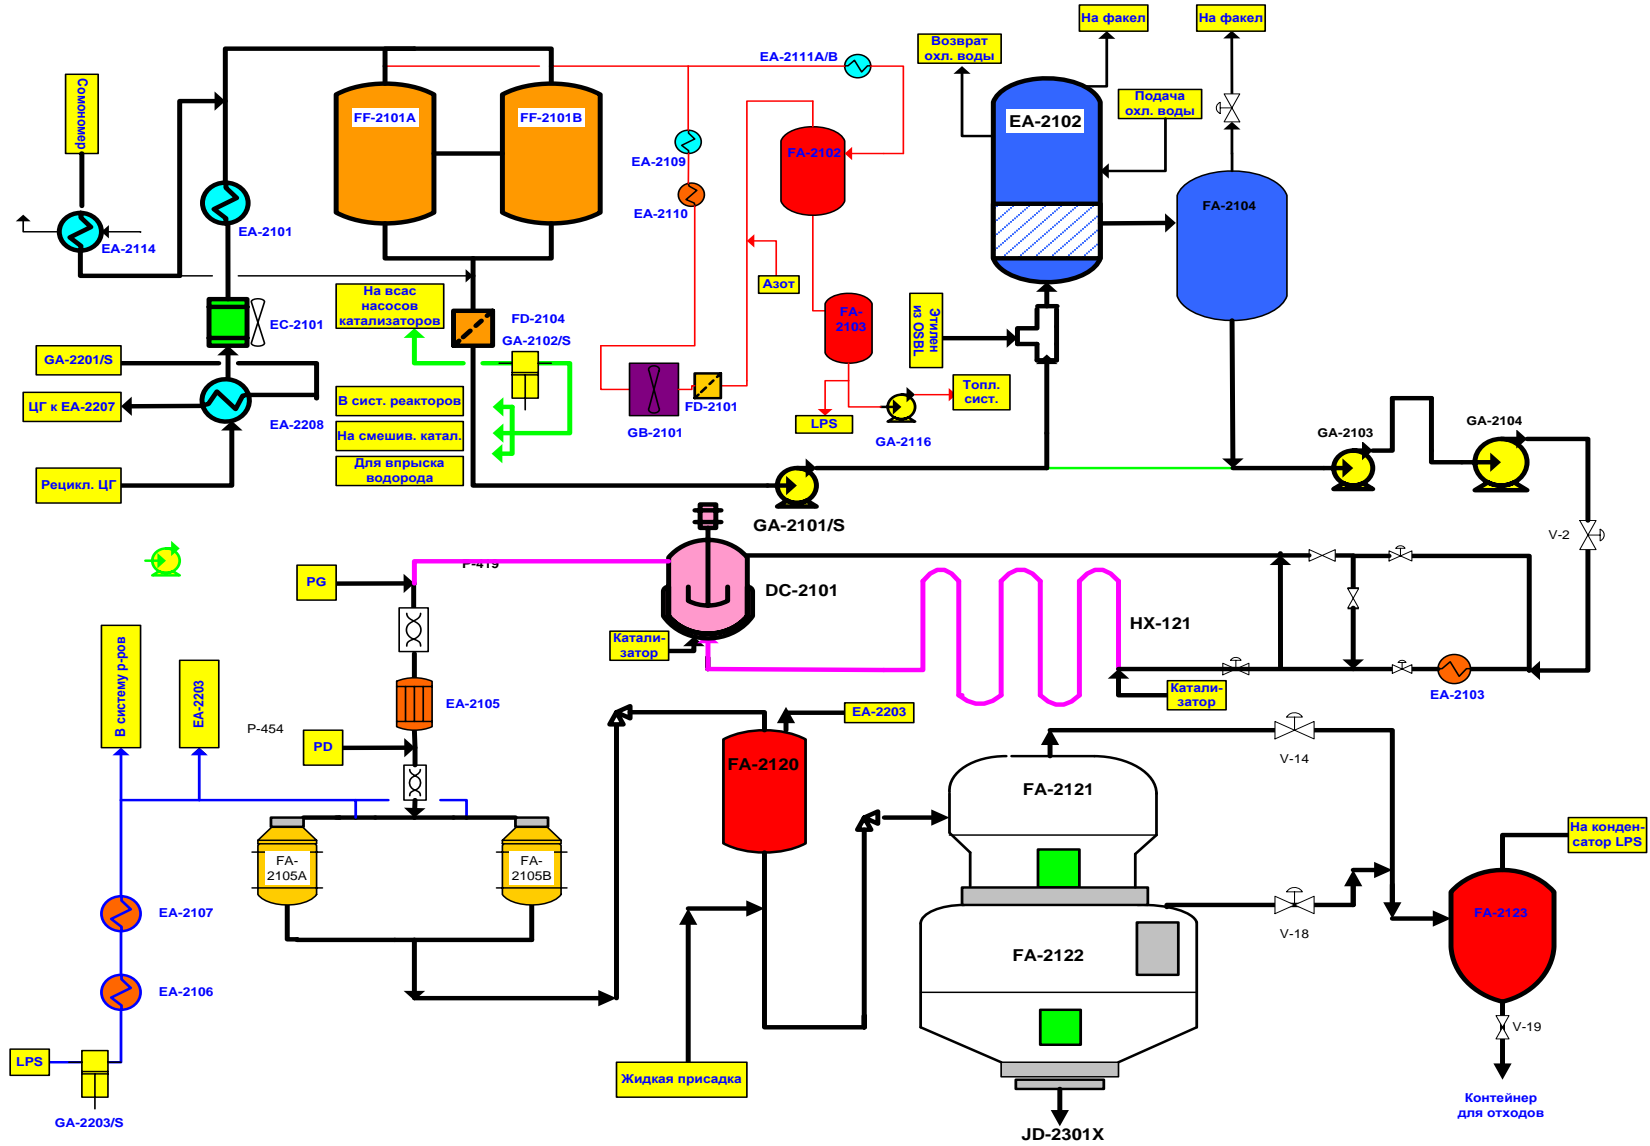 На факел
На факел
Возврат
охл. воды
EA-2111A/B
Сомономер
Подача
охл. воды
FF-2101A
FF-2101B
EA-2102
EA-2109
FA-2102
EA-2110
FA-2104
EA-2101
EA-2114
Азот
На всас
насосов
катализаторов
EC-2101
FD-2104
GA-2102/S
FA-
2103
Этилен
из OSBL
GA-2201/S
ЦГ к EA-2207
EA-2208
В сист. реакторов
На смешив. катал.
Для впрыска
водорода
FD-2101
GB-2101
LPS
GA-2116
Топл.
сист.
GA-2103
GA-2104
Рецикл. ЦГ
GA-2101/S
V-2
P-419
PG
DC-2101
HX-121
Катали-
затор
Катали-
затор
EA-2103
В систему р-ров
EA-2203
P-454
EA-2105
PD
EA-2203
FA-2120
FA-2121
V-14
FA-
2105A
FA-
2105B
На конден-
сатор LPS
EA-2107
FA-2123
V-18
FA-2122
EA-2106
V-19
LPS
Жидкая присадка
GA-2203/S
Контейнер
для отходов
JD-2301X